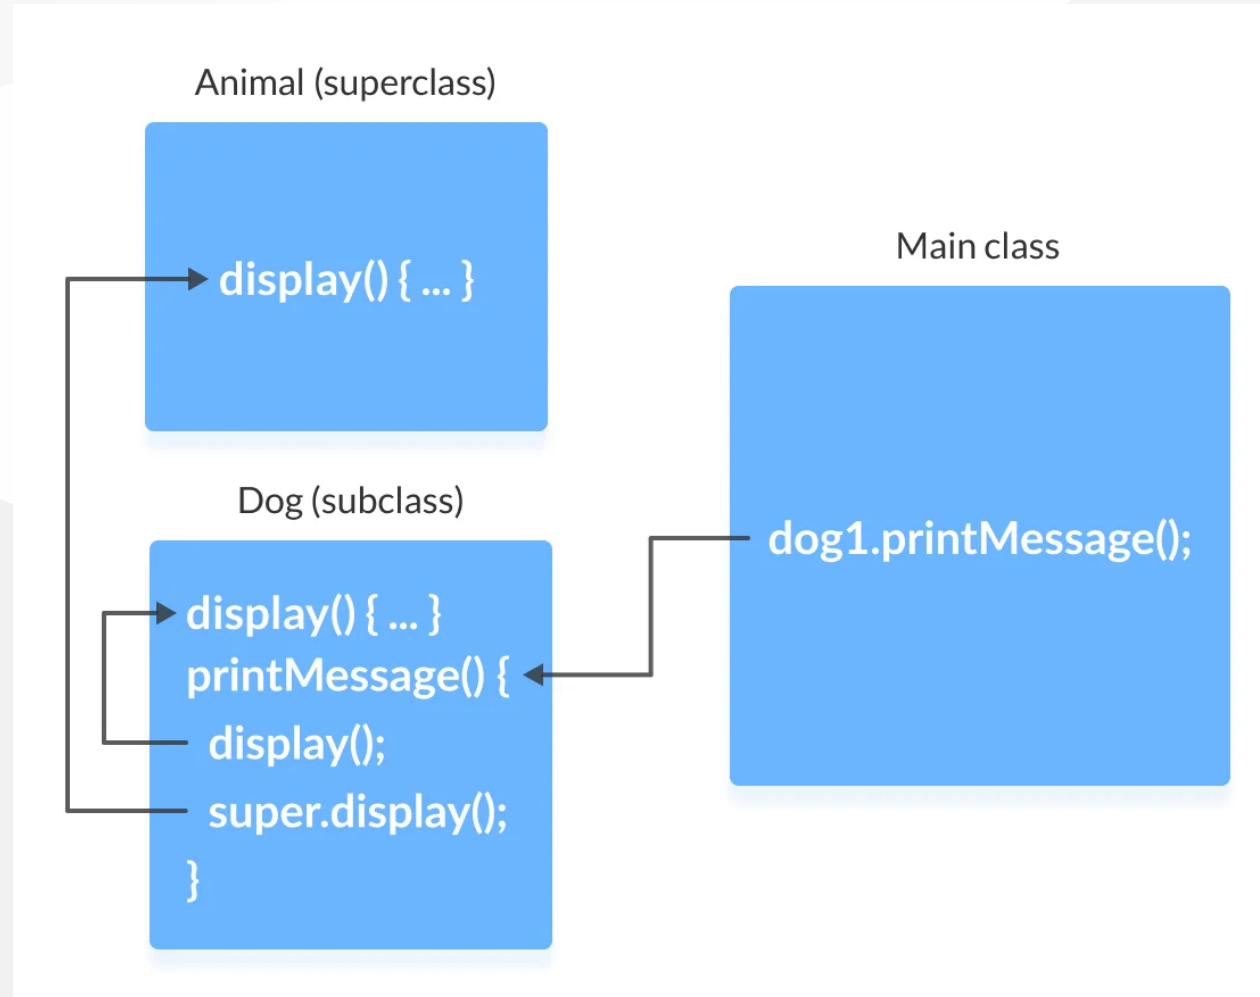 Animal (superclass)
display() { ... }
Dog (subclass)
display() { ... }
printMessage() {
display();
super.display();
}
Main class
dog1.printMessage();